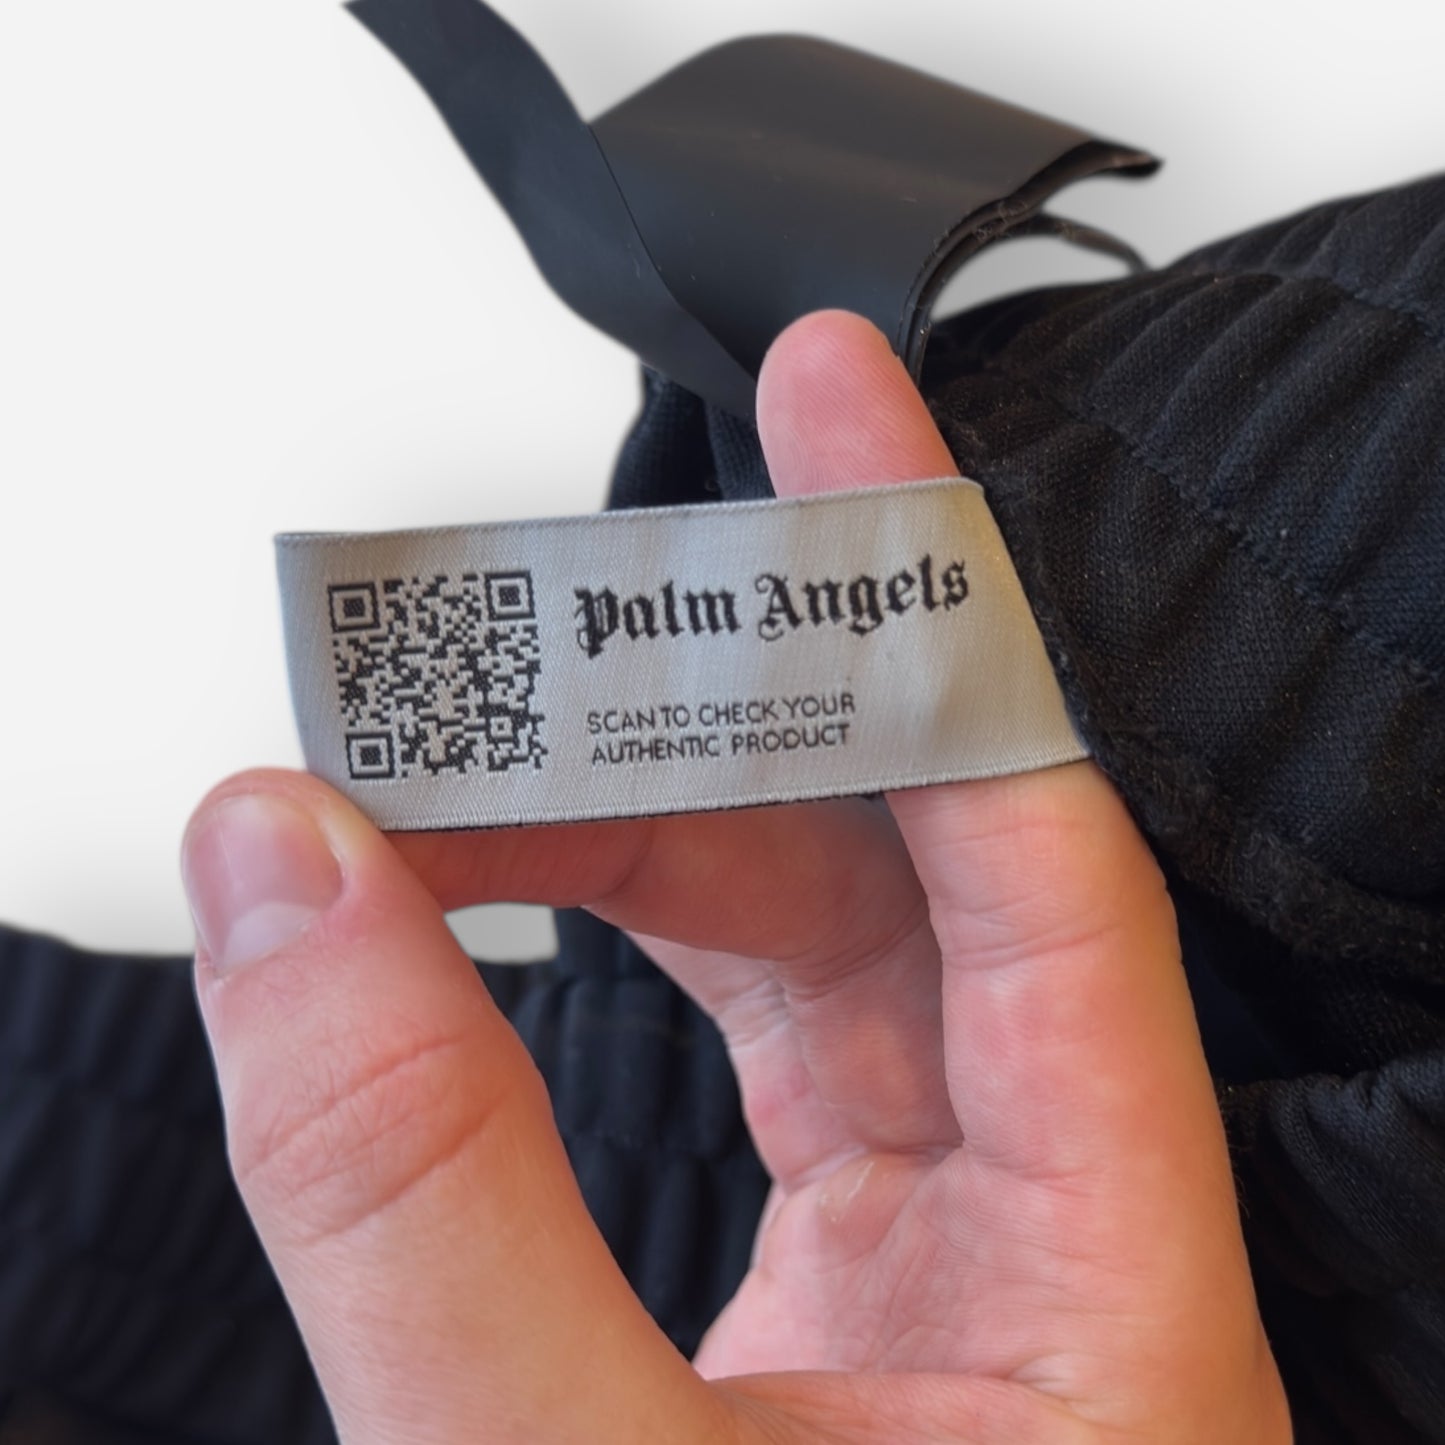 Palm Angels
SCAN TO CHECK YOUR
AUTHENTIC PRODUCT